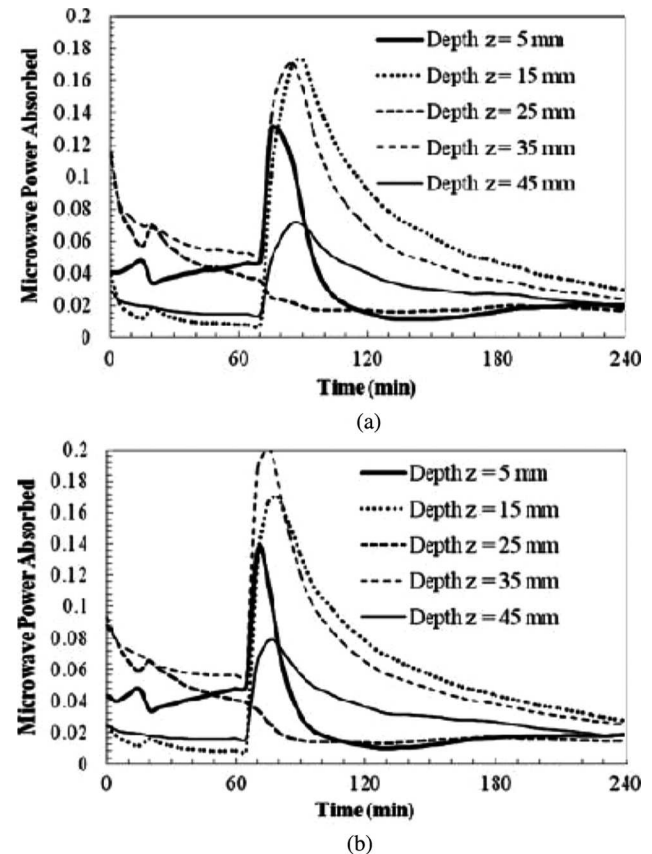 0.2
0.18
0.16
0.14
0.12
0.1
0.08
0.06
0.04
0.02
0
Microwave Power Absorbed
Depth z = 5 mm
Depth z = 15 mm
Depth z = 25 mm
Depth z = 35 mm
Depth z = 45 mm
0 60 120 180 240
Time (min)
(a)
0.2
0.18
0.16
0.14
0.12
0.1
0.08
0.06
0.04
0.02
0
Microwave Power Absorbed
Depth z = 5 mm
Depth z = 15 mm
Depth z = 25 mm
Depth z = 35 mm
Depth z = 45 mm
0 60 120 180 240
Time (min)
(b)